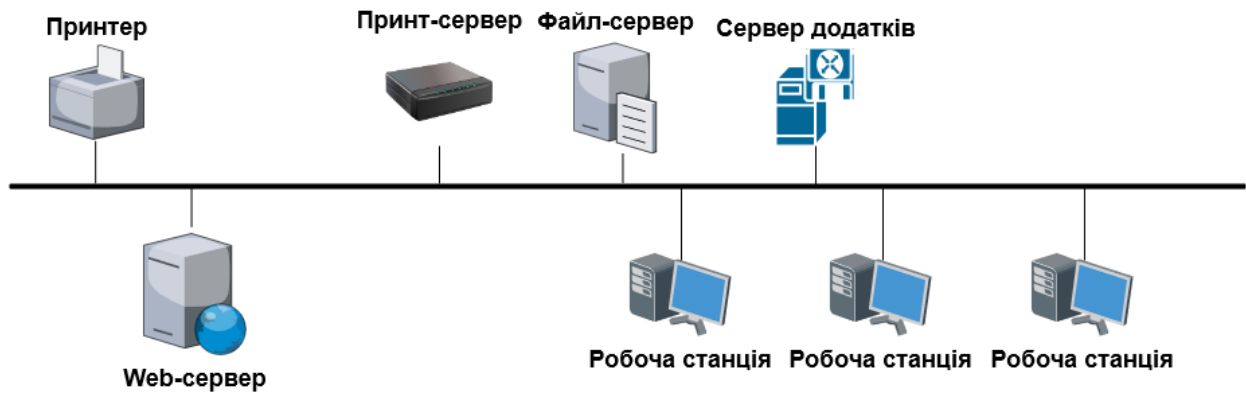 Принтер
Принт-сервер
Файл-сервер
Сервер додатків
Web-сервер
Робоча станція
Робоча станція
Робоча станція